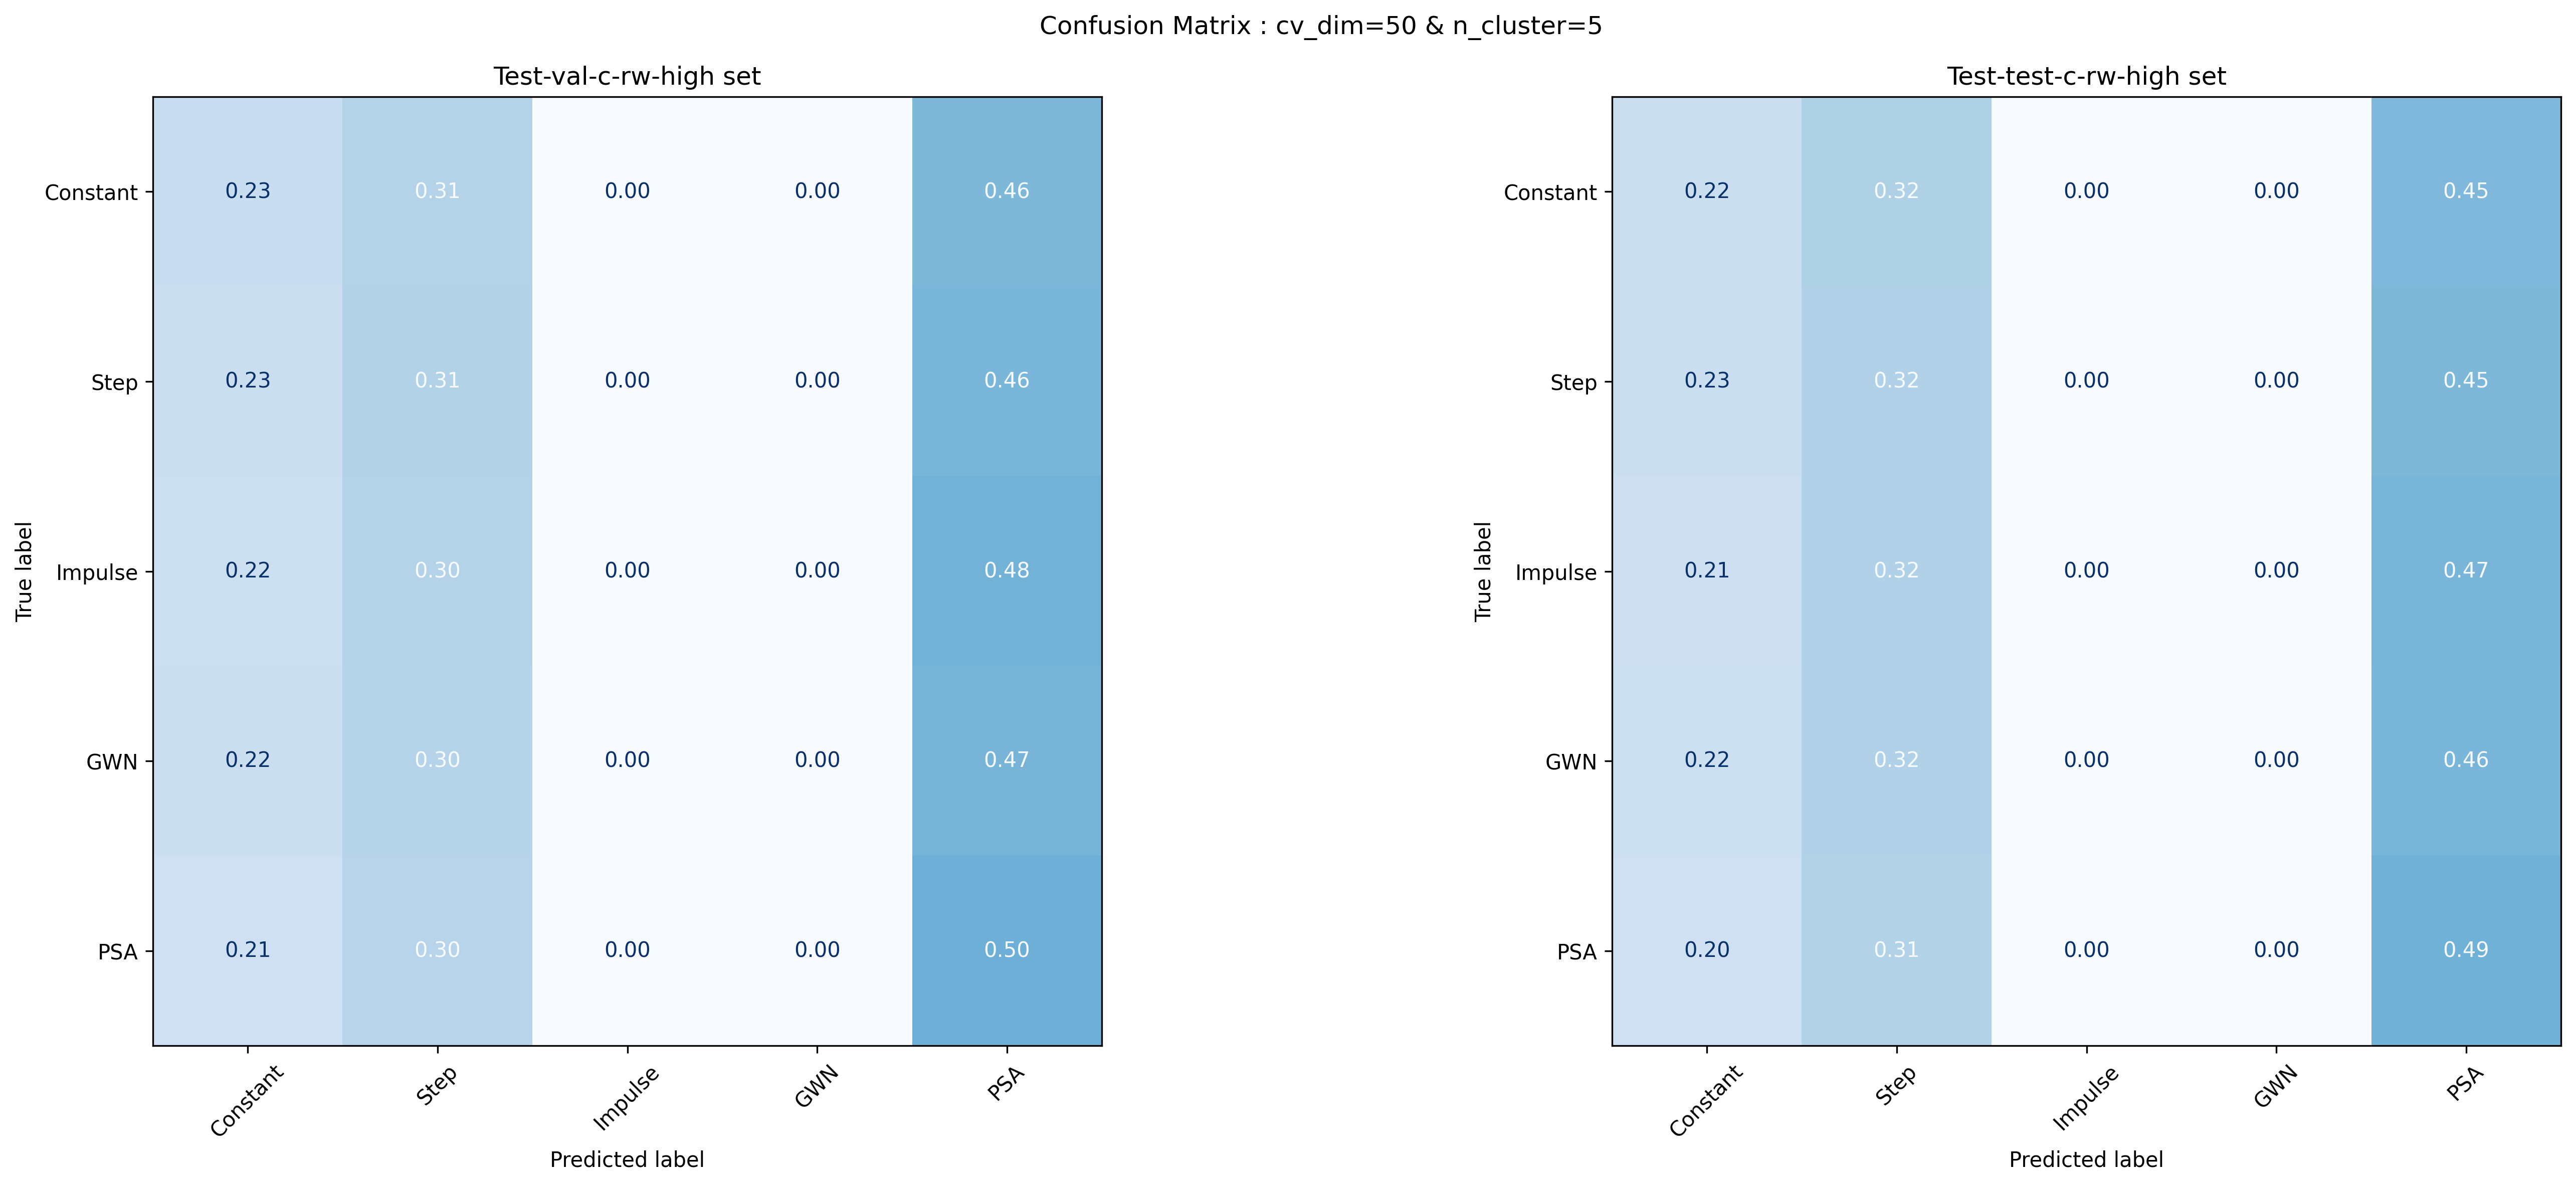 Confusion Matrix : cv_dim=50 & n_cluster=5
Test-val-c-rw-high set
True label
Constant 0.23 0.31 0.00 0.00 0.46
Step 0.23 0.31 0.00 0.00 0.46
Impulse 0.22 0.30 0.00 0.00 0.48
GWN 0.22 0.30 0.00 0.00 0.47
PSA 0.21 0.30 0.00 0.00 0.50
Constant Step Impulse GWN PSA
Predicted label
Test-test-c-rw-high set
True label
Constant 0.22 0.32 0.00 0.00 0.45
Step 0.23 0.32 0.00 0.00 0.45
Impulse 0.21 0.32 0.00 0.00 0.47
GWN 0.22 0.32 0.00 0.00 0.46
PSA 0.20 0.31 0.00 0.00 0.49
Constant Step Impulse GWN PSA
Predicted label